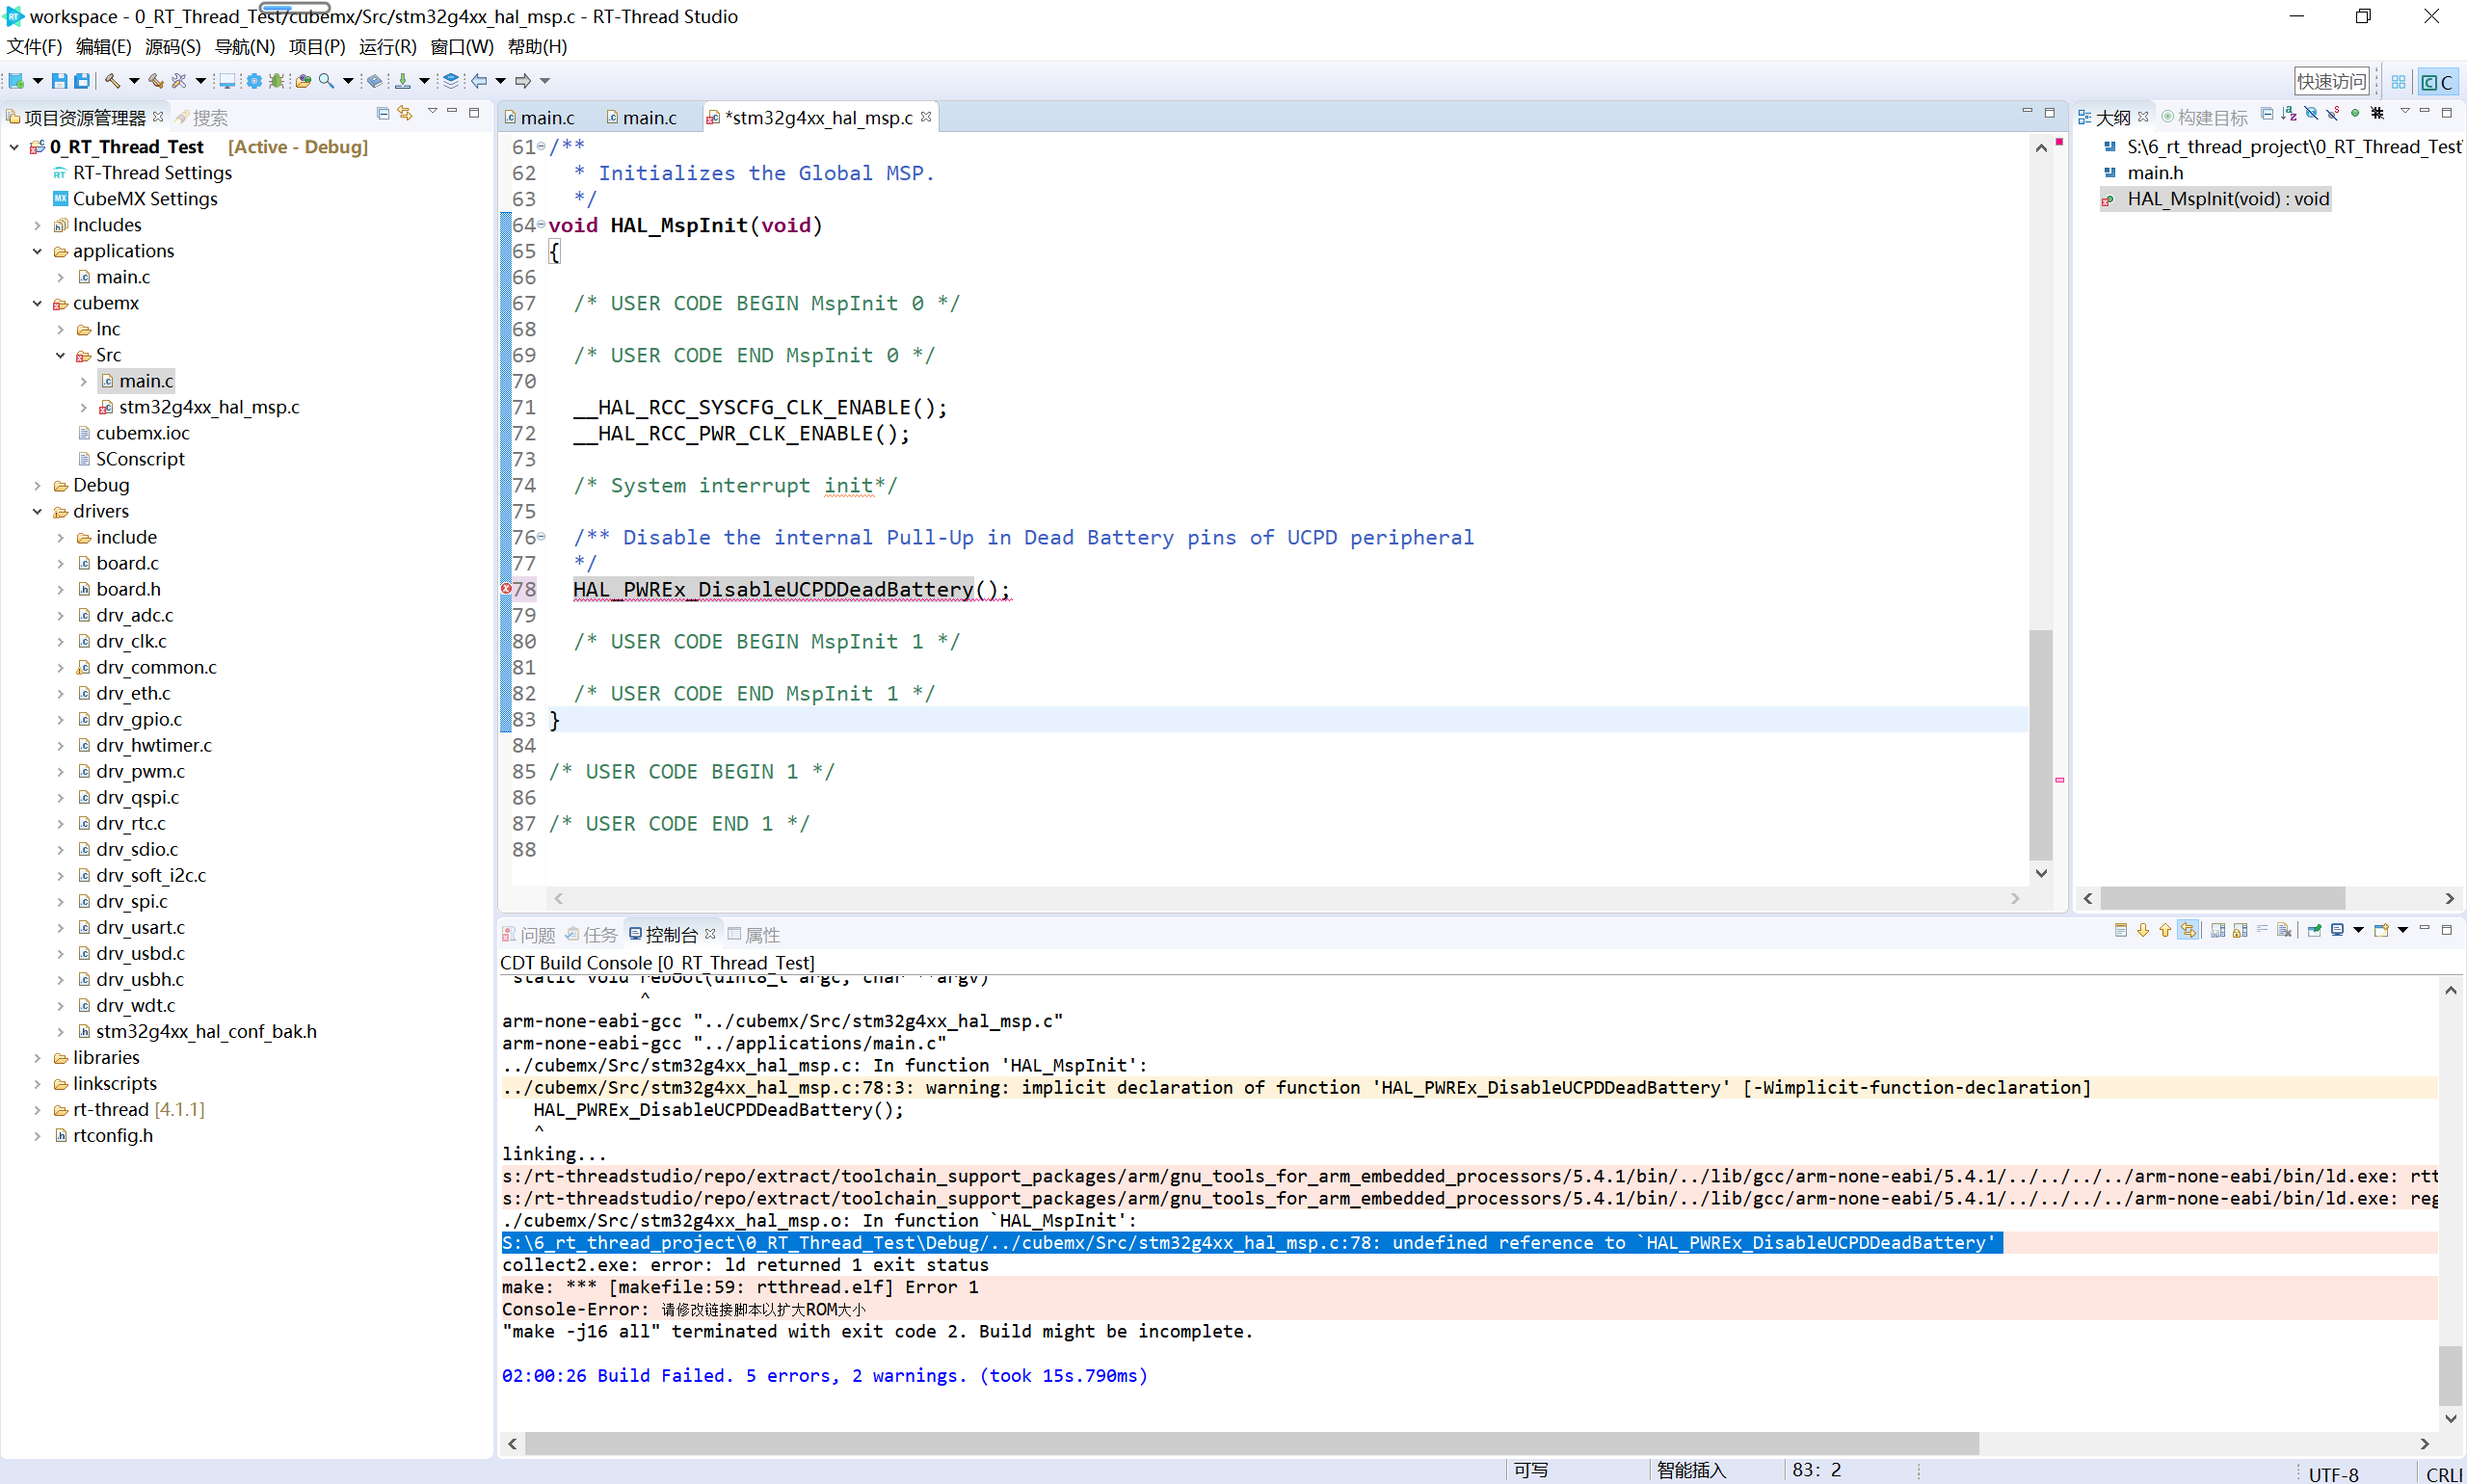 workspace - 0_RT_Thread_Test/cubemx/Src/stm32g4xx_hal_msp.c - RT-Thread Studio
文件(F) 编辑(E) 源码(S) 导航(N) 项目(P) 运行(R) 窗口(W) 帮助(H)
快速访问
C
项目资源管理器
搜索
0_RT_Thread_Test [Active - Debug]
RT-Thread Settings
CubeMX Settings
Includes
applications
main.c
cubemx
Inc
Src
main.c
stm32g4xx_hal_msp.c
cubemx.ioc
SConscript
Debug
drivers
include
board.c
board.h
drv_adc.c
drv_clk.c
drv_common.c
drv_eth.c
drv_gpio.c
drv_hwtimer.c
drv_pwm.c
drv_qspi.c
drv_rtc.c
drv_sdio.c
drv_soft_i2c.c
drv_spi.c
drv_usart.c
drv_usbd.c
drv_usbh.c
drv_wdt.c
stm32g4xx_hal_conf_bak.h
libraries
linkscripts
rt-thread [4.1.1]
rtconfig.h
main.c
main.c
*stm32g4xx_hal_msp.c
61 /**
62 * Initializes the Global MSP.
63 */
64 void HAL_MspInit(void)
65 {
66
67 /* USER CODE BEGIN MspInit 0 */
68
69 /* USER CODE END MspInit 0 */
70
71 __HAL_RCC_SYSCFG_CLK_ENABLE();
72 __HAL_RCC_PWR_CLK_ENABLE();
73
74 /* System interrupt init*/
75
76 /** Disable the internal Pull-Up in Dead Battery pins of UCPD peripheral
77 */
78 HAL_PWREx_DisableUCPDDeadBattery();
79
80 /* USER CODE BEGIN MspInit 1 */
81
82 /* USER CODE END MspInit 1 */
83 }
84
85 /* USER CODE BEGIN 1 */
86
87 /* USER CODE END 1 */
88
大纲
构建目标
S:\6_rt_thread_project\0_RT_Thread_Test
main.h
HAL_MspInit(void) : void
问题
任务
控制台
属性
CDT Build Console [0_RT_Thread_Test]
static void reboot(uint8_t argc, char **argv)
^
arm-none-eabi-gcc "../cubemx/Src/stm32g4xx_hal_msp.c"
arm-none-eabi-gcc "../applications/main.c"
../cubemx/Src/stm32g4xx_hal_msp.c: In function 'HAL_MspInit':
../cubemx/Src/stm32g4xx_hal_msp.c:78:3: warning: implicit declaration of function 'HAL_PWREx_DisableUCPDDeadBattery' [-Wimplicit-function-declaration]
HAL_PWREx_DisableUCPDDeadBattery();
^
linking...
s:/rt-threadstudio/repo/extract/toolchain_support_packages/arm/gnu_tools_for_arm_embedded_processors/5.4.1/bin/../lib/gcc/arm-none-eabi/5.4.1/../../../../arm-none-eabi/bin/ld.exe: rtt
s:/rt-threadstudio/repo/extract/toolchain_support_packages/arm/gnu_tools_for_arm_embedded_processors/5.4.1/bin/../lib/gcc/arm-none-eabi/5.4.1/../../../../arm-none-eabi/bin/ld.exe: reg
./cubemx/Src/stm32g4xx_hal_msp.o: In function `HAL_MspInit':
S:\6_rt_thread_project\0_RT_Thread_Test\Debug/../cubemx/Src/stm32g4xx_hal_msp.c:78: undefined reference to `HAL_PWREx_DisableUCPDDeadBattery'
collect2.exe: error: ld returned 1 exit status
make: *** [makefile:59: rtthread.elf] Error 1
Console-Error: 请修改链接脚本以扩大ROM大小
"make -j16 all" terminated with exit code 2. Build might be incomplete.
02:00:26 Build Failed. 5 errors, 2 warnings. (took 15s.790ms)
可写
智能插入
83: 2
UTF-8
CRLF